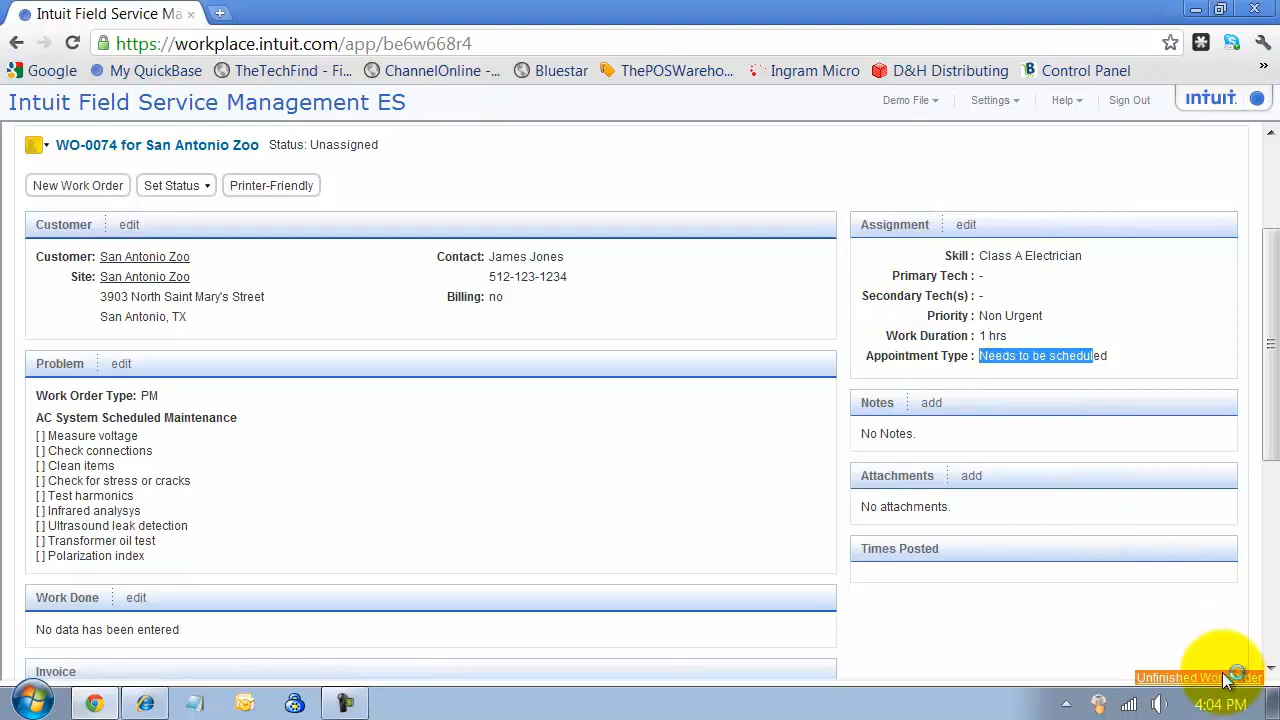 Intuit Field Service Ma
https://workplace.intuit.com/app/be6w668r4
Google My QuickBase TheTechFind - Fi... ChannelOnline -... Bluestar ThePOSWareho... Ingram Micro D&H Distributing Control Panel »
Intuit Field Service Management ES
Demo File Settings Help Sign Out intuit.
WO-0074 for San Antonio Zoo Status: Unassigned
New Work Order Set Status Printer-Friendly
Customer edit
Customer: San Antonio Zoo Contact: James Jones
Site: San Antonio Zoo 512-123-1234
3903 North Saint Mary's Street Billing: no
San Antonio, TX
Assignment edit
Skill : Class A Electrician
Primary Tech : -
Secondary Tech(s) : -
Priority : Non Urgent
Work Duration : 1 hrs
Appointment Type : Needs to be scheduled
Problem edit
Work Order Type: PM
AC System Scheduled Maintenance
[ ] Measure voltage
[ ] Check connections
[ ] Clean items
[ ] Check for stress or cracks
[ ] Test harmonics
[ ] Infrared analysys
[ ] Ultrasound leak detection
[ ] Transformer oil test
[ ] Polarization index
Notes add
No Notes.
Attachments add
No attachments.
Times Posted
Work Done edit
No data has been entered
Invoice
Unfinished Work Order
4:04 PM